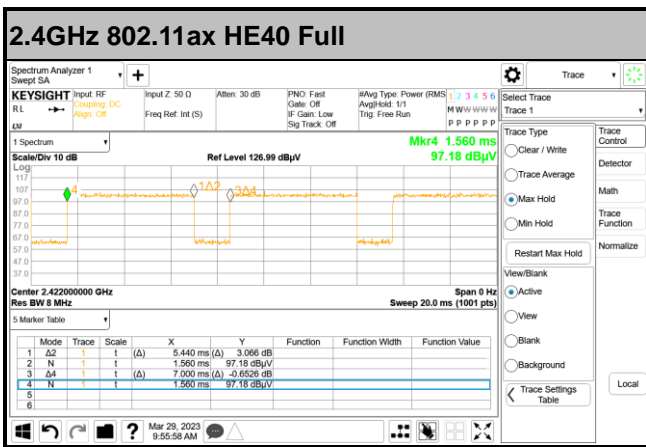 2.4GHz 802.11ax HE40 Full
Spectrum Analyzer 1
Swept SA
Trace
KEYSIGHT Input: RF Input Z: 50 Ω Atten: 30 dB PNO: Fast #Avg Type: Power (RMS 1 2 3 4 5 6
RL Coupling: DC Gate: Off Avg|Hold: 1/1 M W W W W W
Align: Off Freq Ref: Int (S) IF Gain: Low Trig: Free Run
Sig Track: Off P P P P P P
Select Trace
Trace 1
1 Spectrum
Mkr4 1.560 ms
Scale/Div 10 dB Ref Level 126.99 dBµV 97.18 dBµV
Log
117
107
97.0
87.0
77.0
67.0
57.0
47.0
37.0
4 1Δ2 3Δ4
Center 2.422000000 GHz Span 0 Hz
Res BW 8 MHz Sweep 20.0 ms (1001 pts)
5 Marker Table
Mode Trace Scale X Y Function Function Width Function Value
1 Δ2 1 t (Δ) 5.440 ms (Δ) 3.066 dB
2 N 1 t 1.560 ms 97.18 dBµV
3 Δ4 1 t (Δ) 7.000 ms (Δ) -0.6526 dB
4 N 1 t 1.560 ms 97.18 dBµV
5
6
Trace Type
Clear / Write
Trace Average
Max Hold
Min Hold
Restart Max Hold
View/Blank
Active
View
Blank
Background
Trace Settings
Table
Trace
Control
Detector
Math
Trace
Function
Normalize
Local
Mar 29, 2023
9:55:58 AM